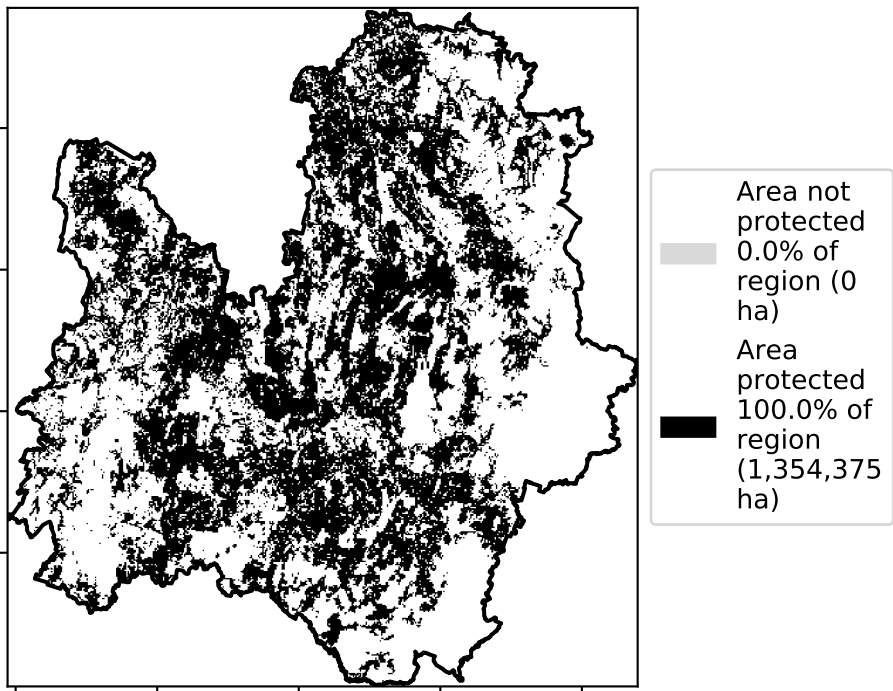 Area not
protected
0.0% of
region (0
ha)
Area
protected
100.0% of
region
(1,354,375
ha)